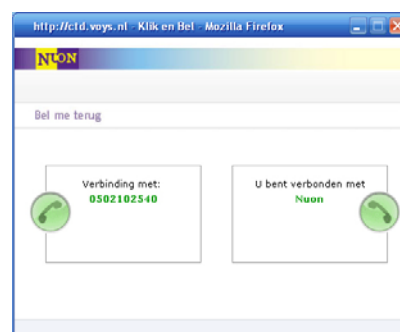 http://ctd.voys.nl - Klik en Bel - Mozilla Firefox
NUON
Bel me terug
Verbinding met:
0502102540
U bent verbonden met
Nuon